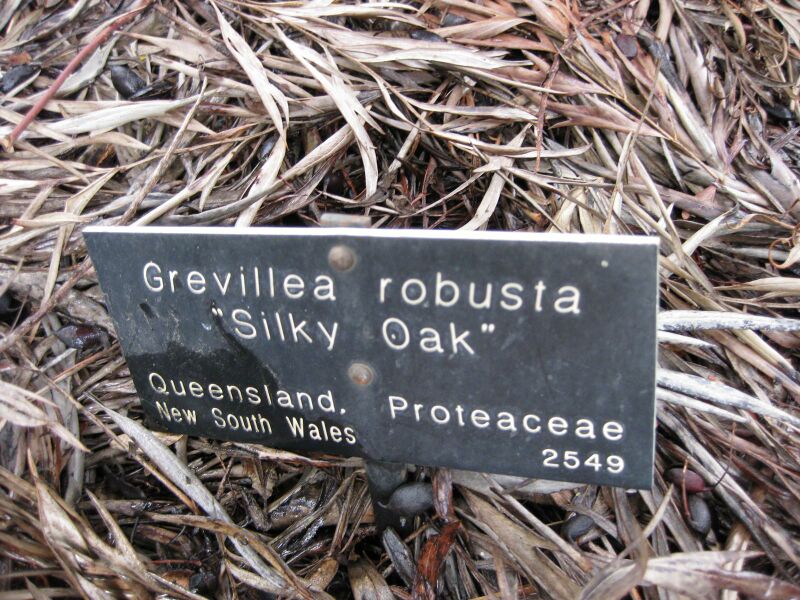 Grevillea robusta
"Silky Oak"
Queensland, Proteaceae
New South Wales
2549